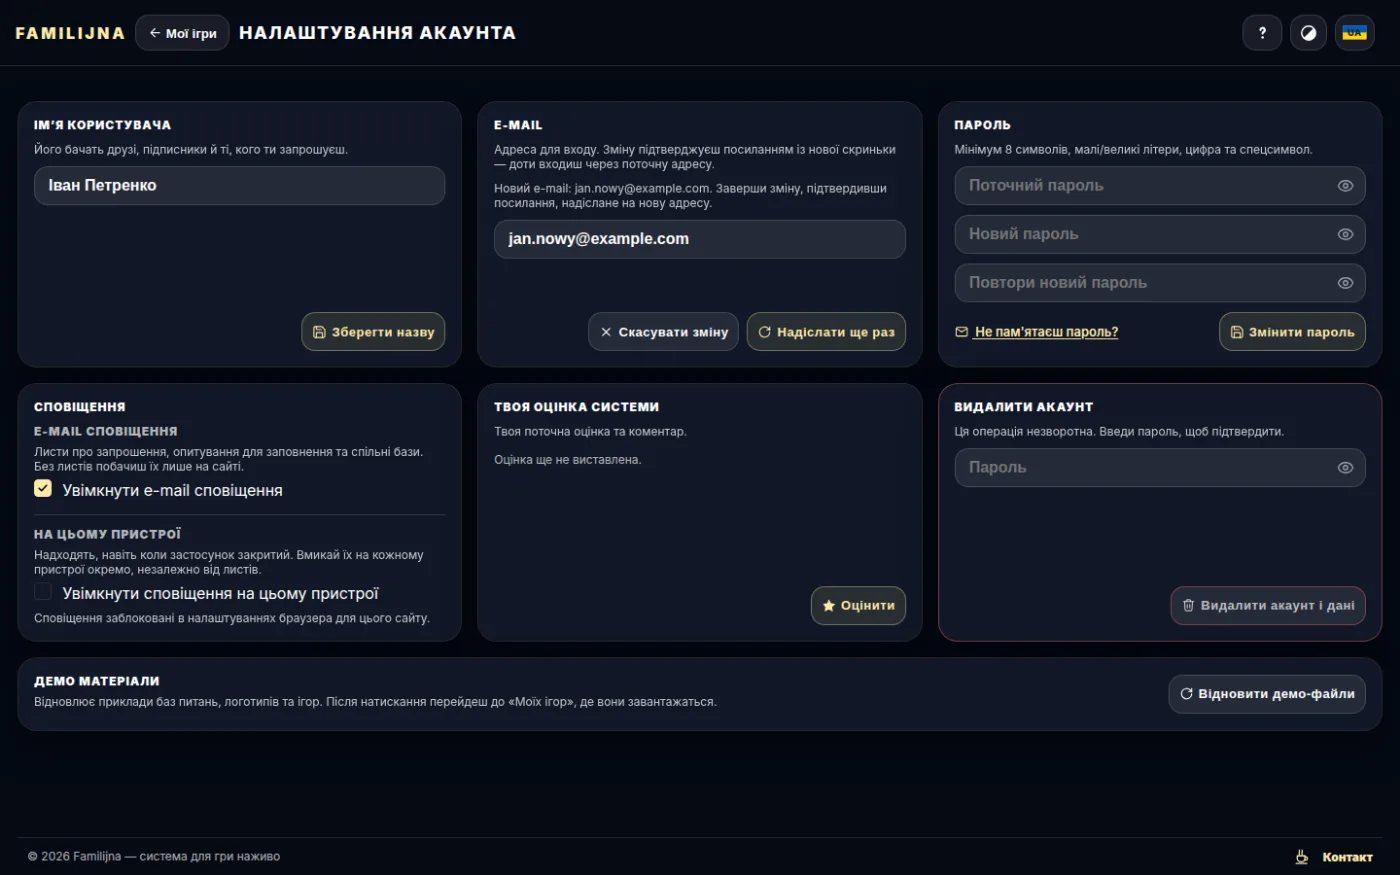 FAMILIJNA
Мої ігри
НАЛАШТУВАННЯ АКАУНТА
?
UA
ІМ'Я КОРИСТУВАЧА
Його бачать друзі, підписники й ті, кого ти запрошуєш.
Іван Петренко
Зберегти назву
E-MAIL
Адреса для входу. Зміну підтверджуєш посиланням із нової скриньки
— доти входиш через поточну адресу.
Новий e-mail: jan.nowy@example.com. Заверши зміну, підтвердивши
посилання, надіслане на нову адресу.
jan.nowy@example.com
Скасувати зміну
Надіслати ще раз
ПАРОЛЬ
Мінімум 8 символів, малі/великі літери, цифра та спецсимвол.
Поточний пароль
Новий пароль
Повтори новий пароль
Не пам'ятаєш пароль?
Змінити пароль
СПОВІЩЕННЯ
E-MAIL СПОВІЩЕННЯ
Листи про запрошення, опитування для заповнення та спільні бази.
Без листів побачиш їх лише на сайті.
Увімкнути e-mail сповіщення
НА ЦЬОМУ ПРИСТРОЇ
Надходять, навіть коли застосунок закритий. Вмикай їх на кожному
пристрої окремо, незалежно від листів.
Увімкнути сповіщення на цьому пристрої
Сповіщення заблоковані в налаштуваннях браузера для цього сайту.
ТВОЯ ОЦІНКА СИСТЕМИ
Твоя поточна оцінка та коментар.
Оцінка ще не виставлена.
Оцінити
ВИДАЛИТИ АКАУНТ
Ця операція незворотна. Введи пароль, щоб підтвердити.
Пароль
Видалити акаунт і дані
ДЕМО МАТЕРІАЛИ
Відновлює приклади баз питань, логотипів та ігор. Після натискання перейдеш до «Моїх ігор», де вони завантажаться.
Відновити демо-файли
© 2026 Familijna — система для гри наживо
Контакт